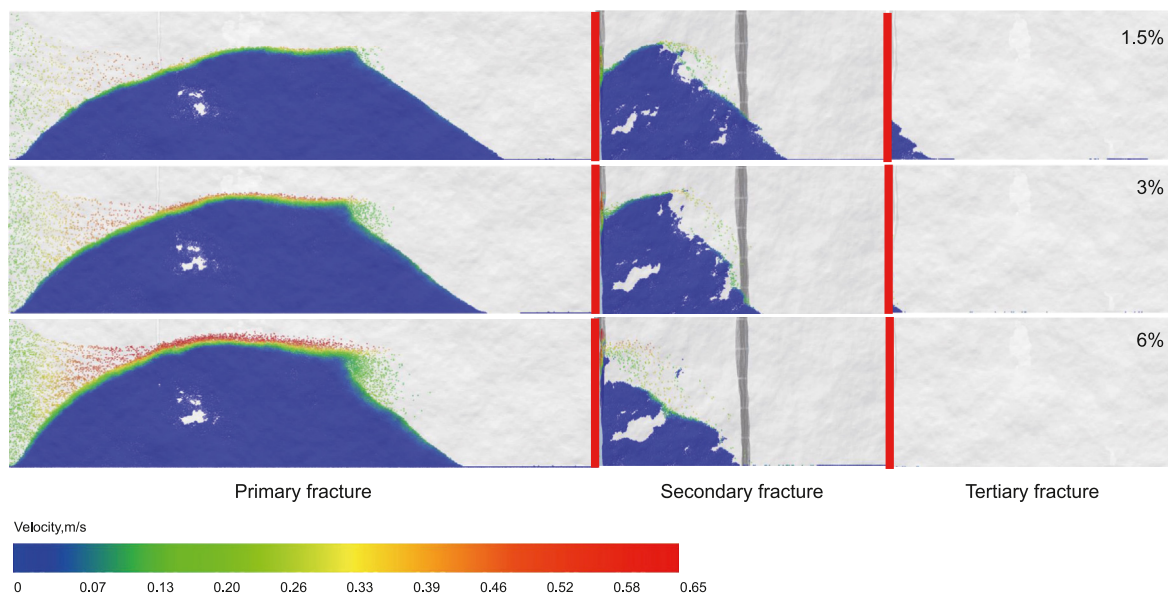 1.5%
3%
6%
Primary fracture Secondary fracture Tertiary fracture
Velocity,m/s
0 0.07 0.13 0.20 0.26 0.33 0.39 0.46 0.52 0.58 0.65